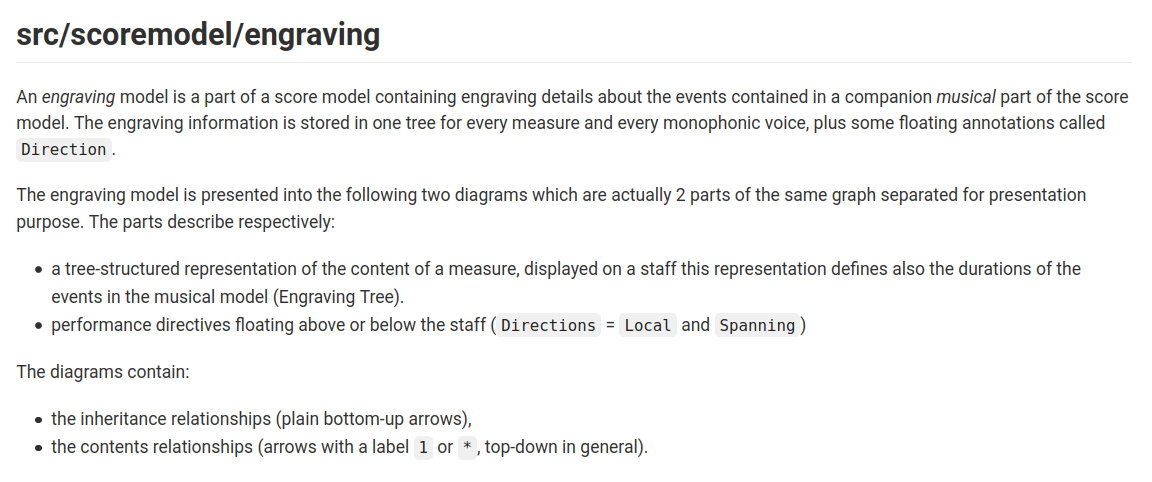 src/scoremodel/engraving
An engraving model is a part of a score model containing engraving details about the events contained in a companion musical part of the score
model. The engraving information is stored in one tree for every measure and every monophonic voice, plus some floating annotations called
Direction .
The engraving model is presented into the following two diagrams which are actually 2 parts of the same graph separated for presentation
purpose. The parts describe respectively:
• a tree-structured representation of the content of a measure, displayed on a staff this representation defines also the durations of the
events in the musical model (Engraving Tree).
• performance directives floating above or below the staff ( Directions = Local and Spanning )
The diagrams contain:
• the inheritance relationships (plain bottom-up arrows),
• the contents relationships (arrows with a label 1 or * , top-down in general).